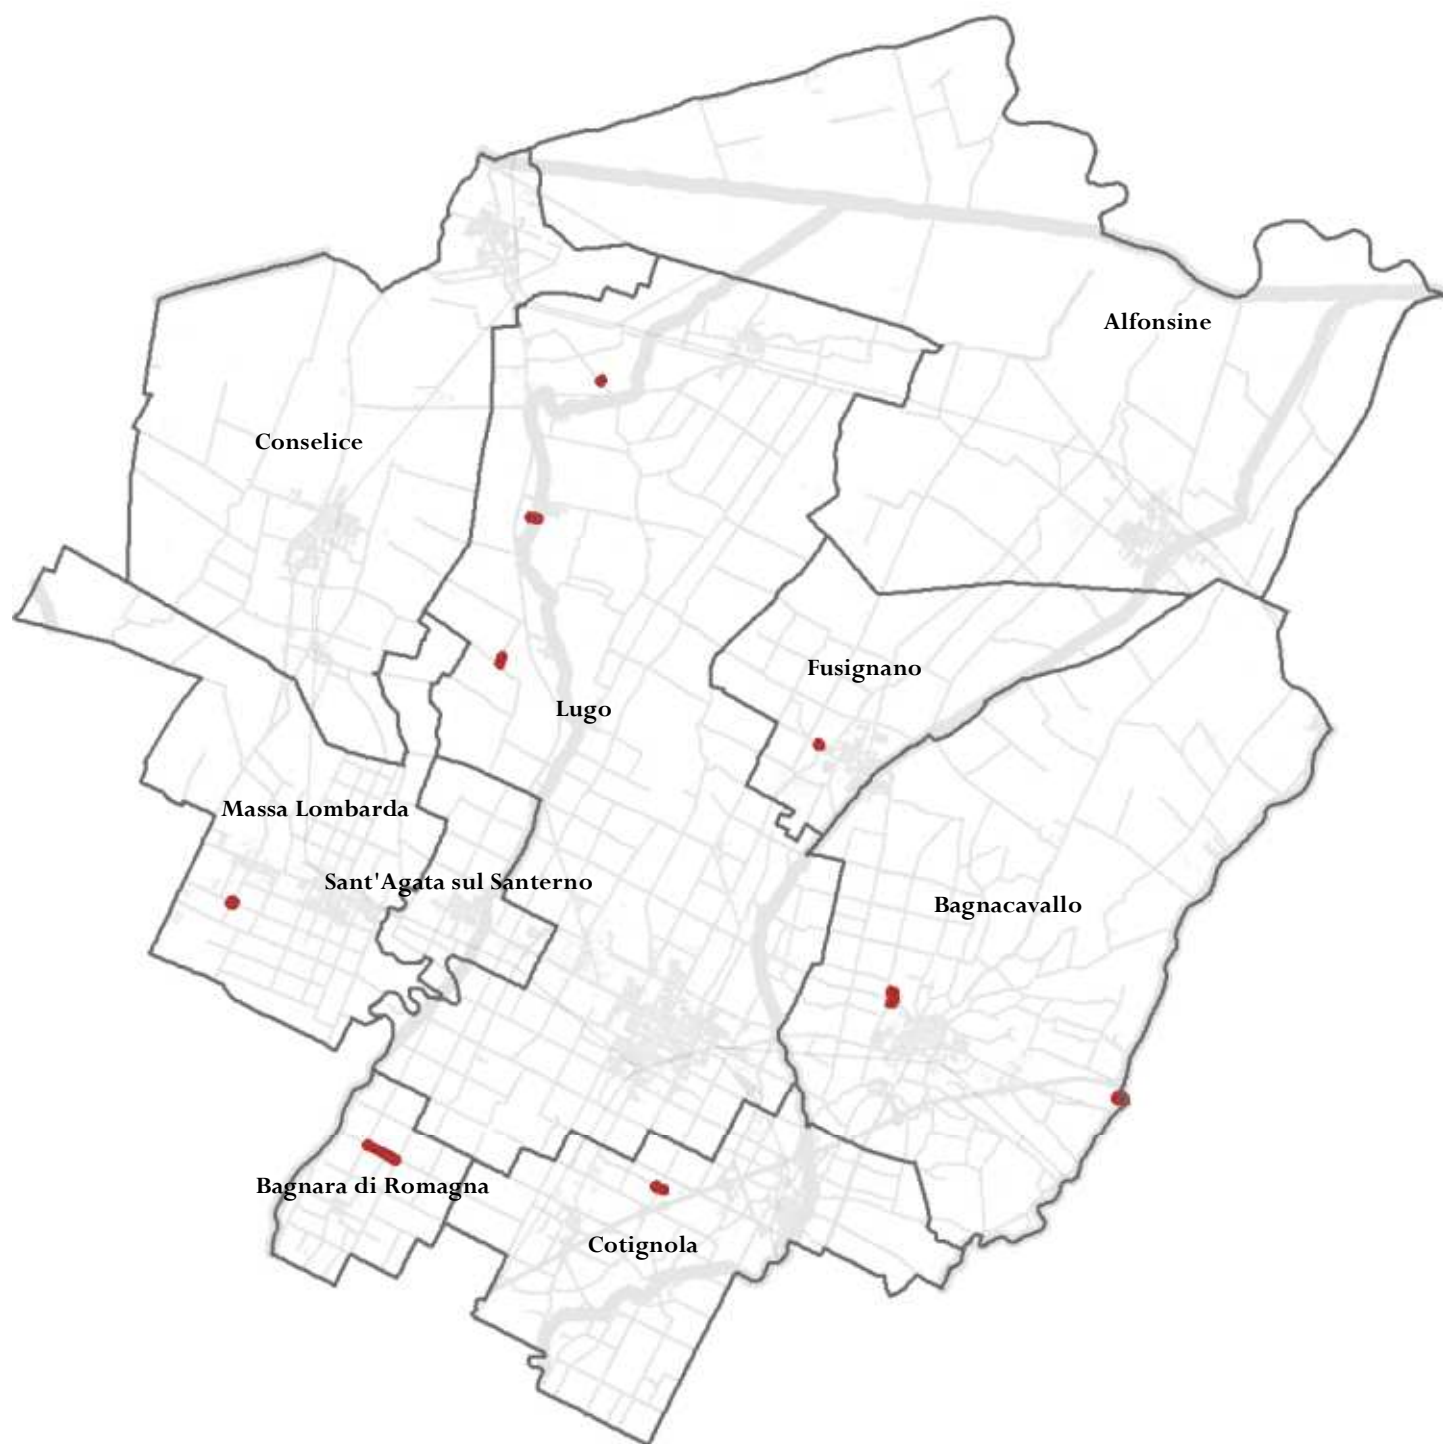 Alfonsine
Conselice
Fusignano
Lugo
Massa Lombarda
Sant'Agata sul Santerno
Bagnacavallo
Bagnara di Romagna
Cotignola